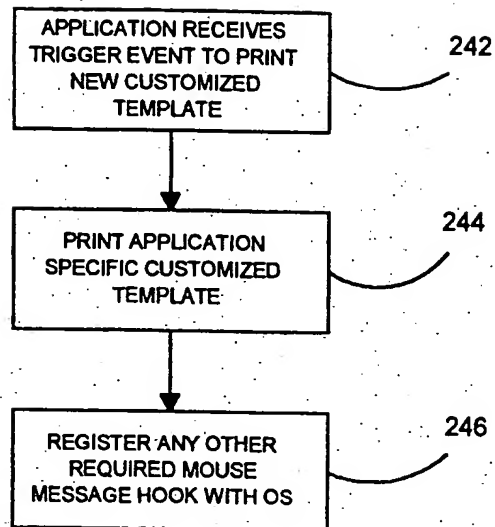 APPLICATION RECEIVES
TRIGGER EVENT TO PRINT
NEW CUSTOMIZED
TEMPLATE
242
PRINT APPLICATION
SPECIFIC CUSTOMIZED
TEMPLATE
244
REGISTER ANY OTHER
REQUIRED MOUSE
MESSAGE HOOK WITH OS
246